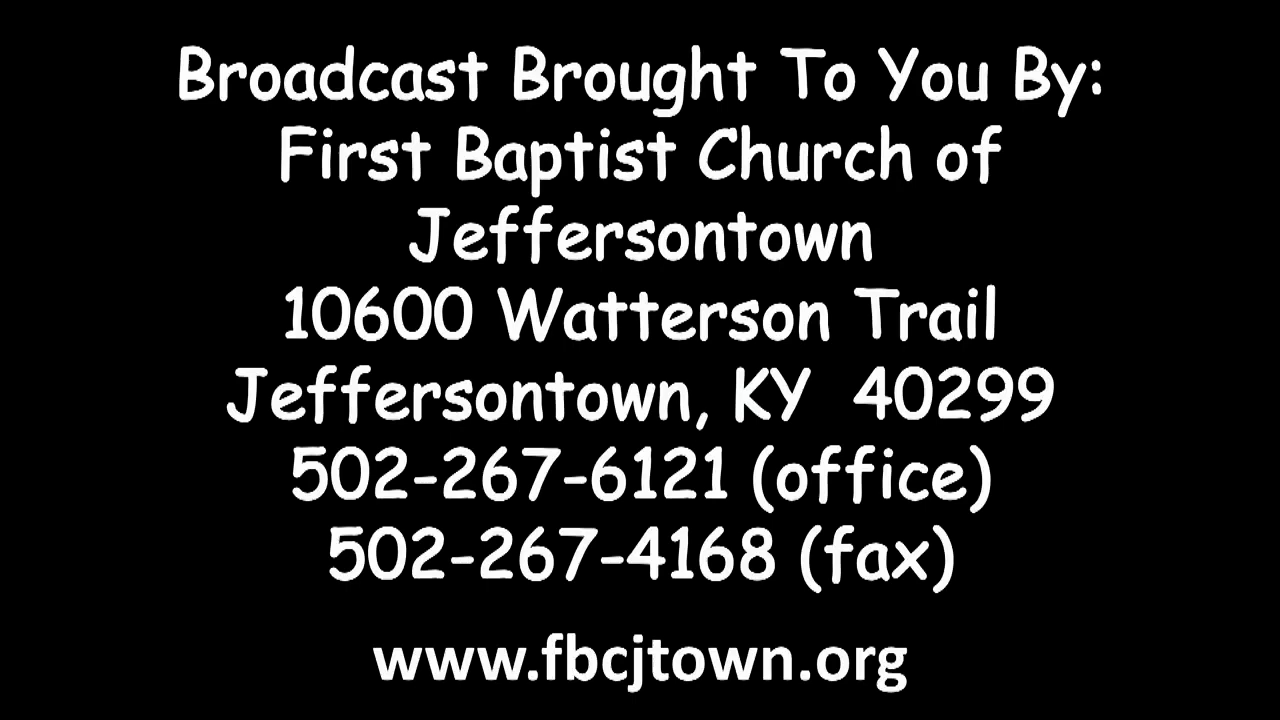 Broadcast Brought To You By:
First Baptist Church of
Jeffersontown
10600 Watterson Trail
Jeffersontown, KY  40299
502-267-6121 (office)
502-267-4168 (fax)
www.fbcjtown.org